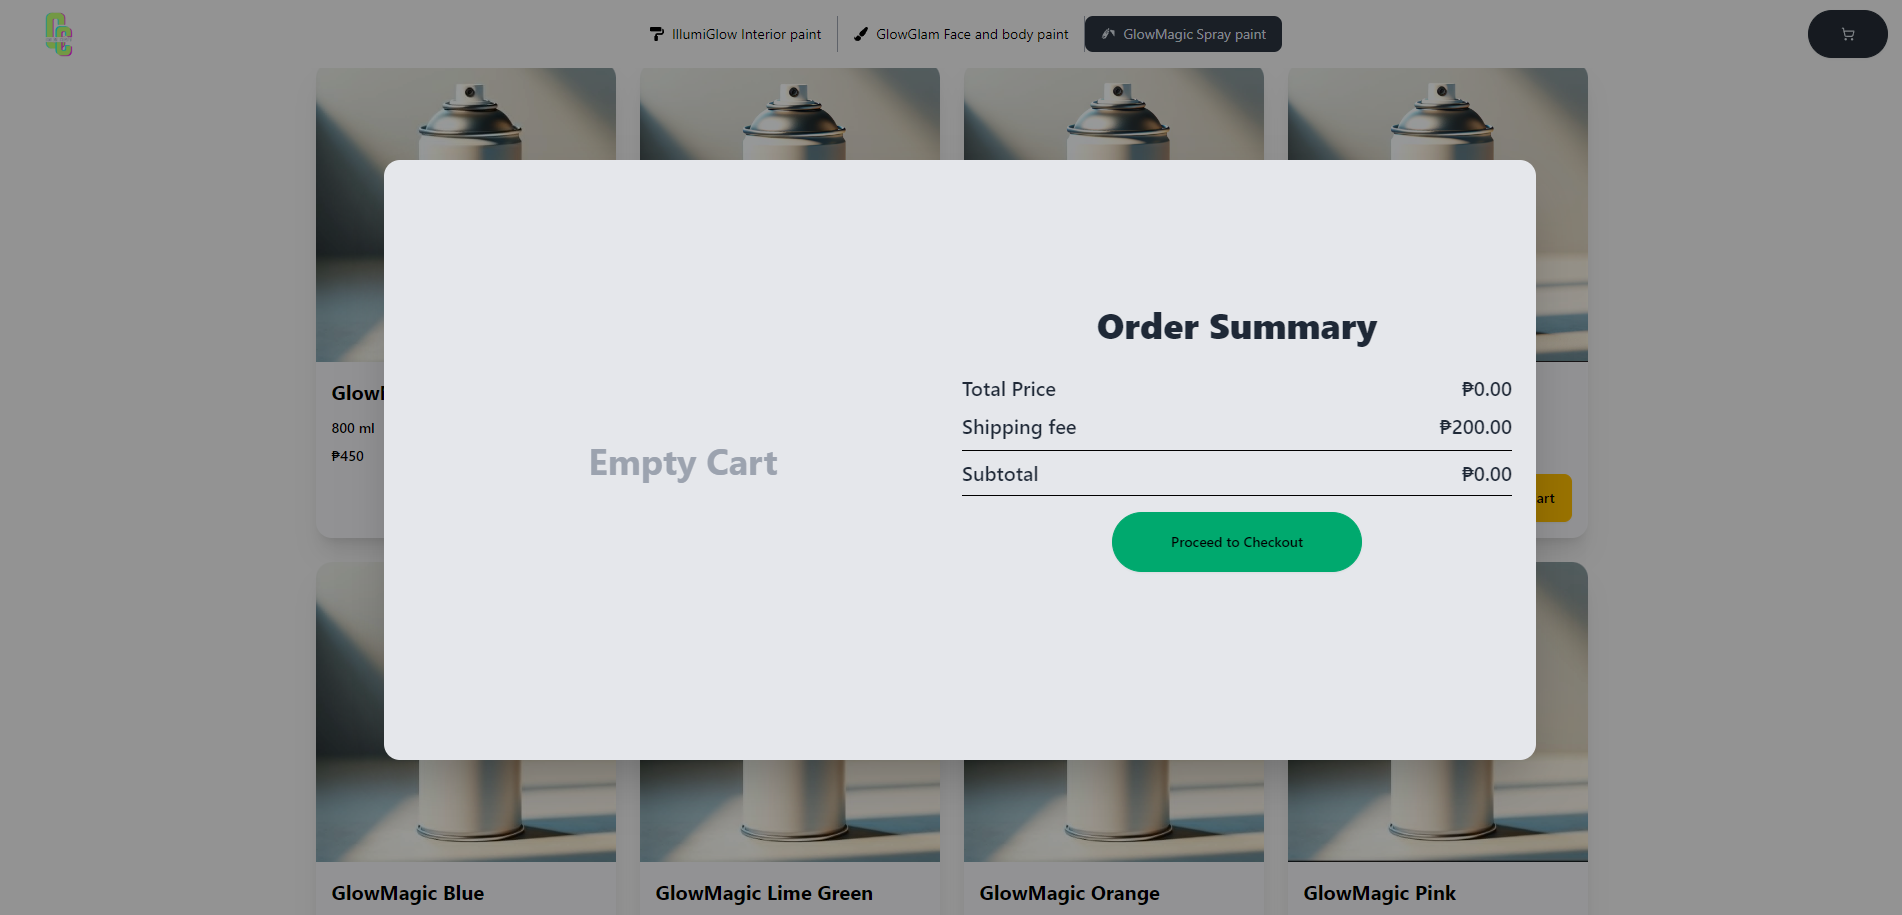 IllumiGlow Interior paint
GlowGlam Face and body paint
GlowMagic Spray paint
800 ml
₱450
Empty Cart
Order Summary
Total Price ₱0.00
Shipping fee ₱200.00
Subtotal ₱0.00
Proceed to Checkout
GlowMagic Blue
GlowMagic Lime Green
GlowMagic Orange
GlowMagic Pink